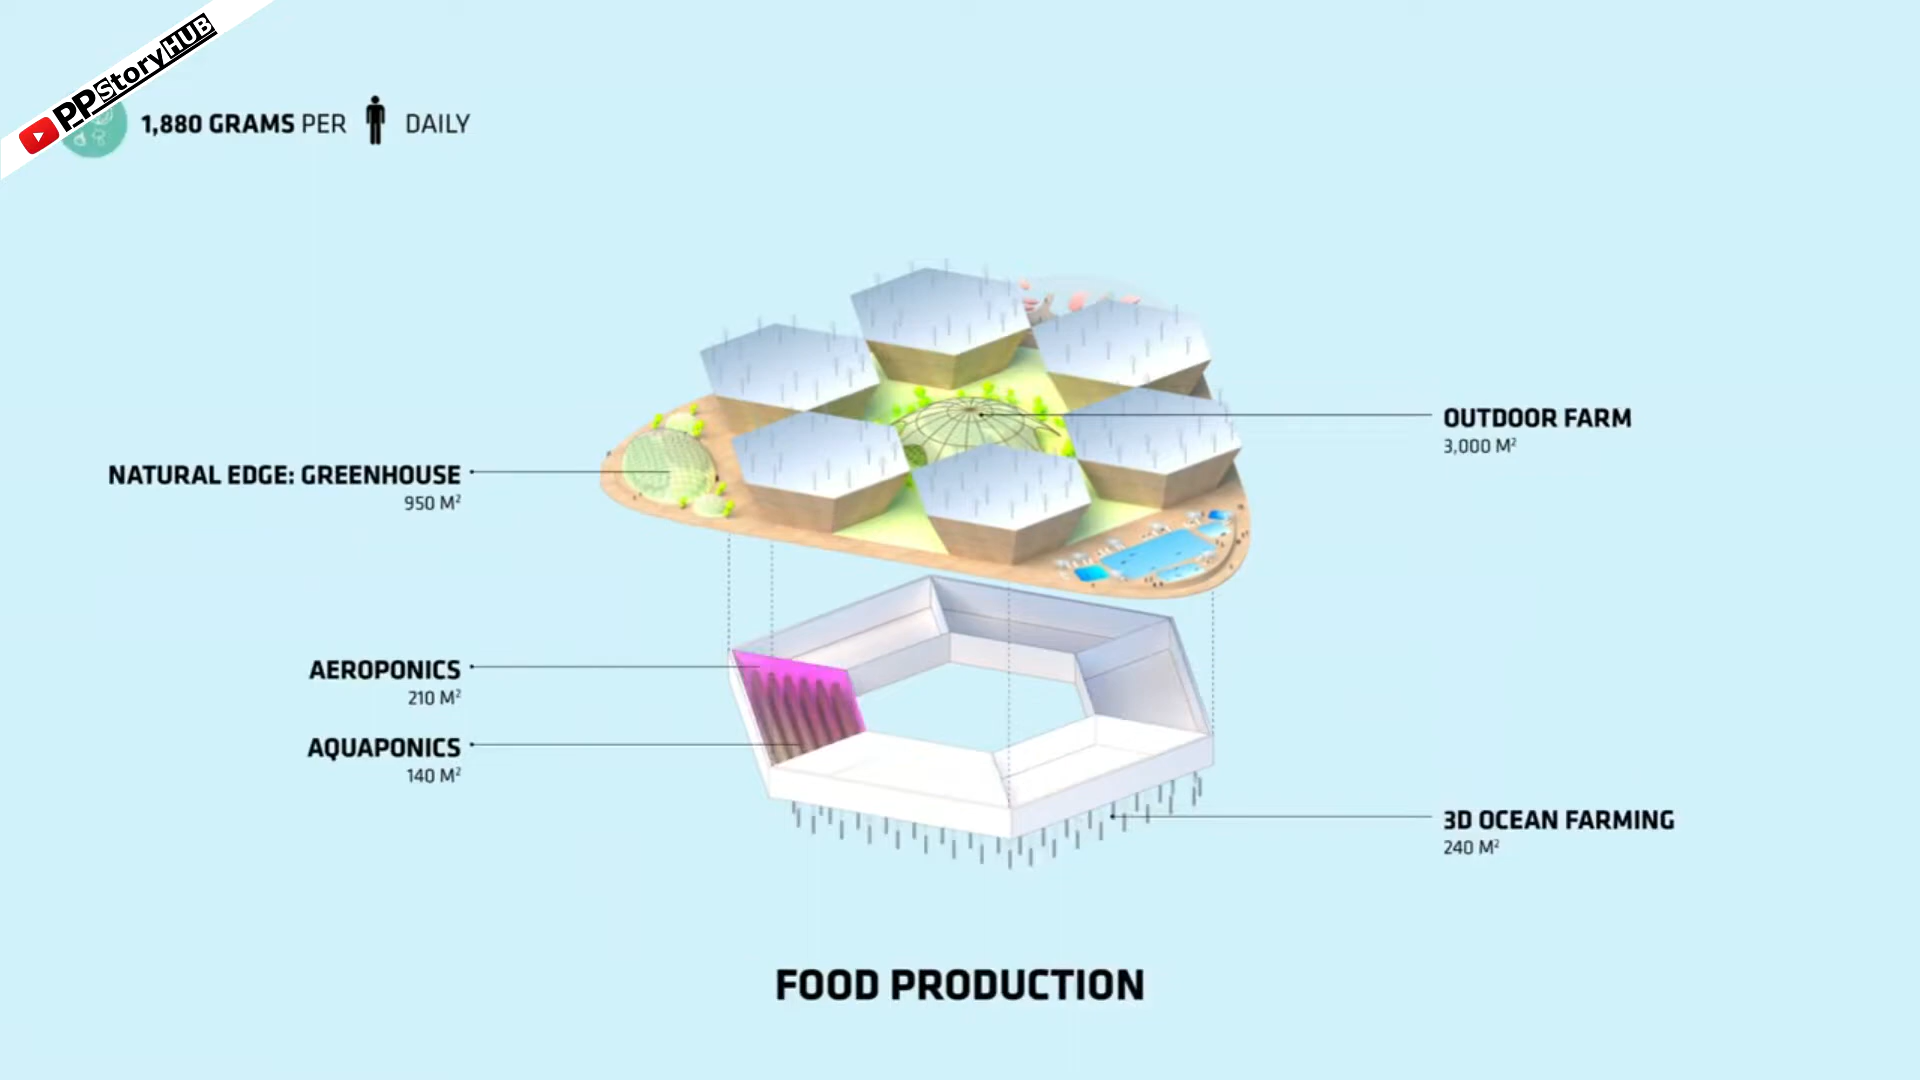 PPStoryHUB
1,880 GRAMS PER DAILY
OUTDOOR FARM
3,000 M²
NATURAL EDGE: GREENHOUSE
950 M²
AEROPONICS
210 M²
AQUAPONICS
140 M²
3D OCEAN FARMING
240 M²
FOOD PRODUCTION